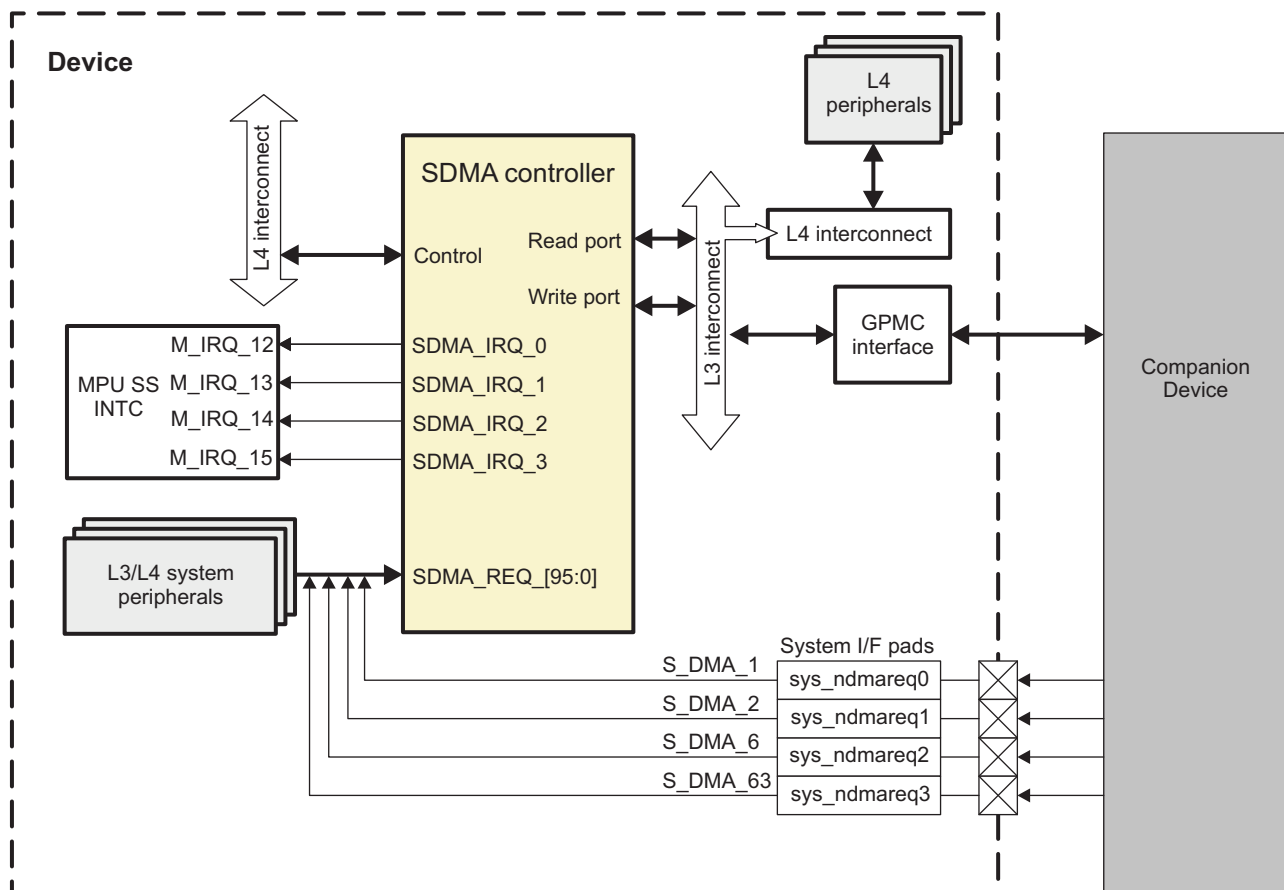 Device
L4
peripherals
SDMA controller
L4 interconnect
Control
Read port
Write port
L3 interconnect
L4 interconnect
GPMC
interface
Companion
Device
MPU SS
INTC
M_IRQ_12
M_IRQ_13
M_IRQ_14
M_IRQ_15
SDMA_IRQ_0
SDMA_IRQ_1
SDMA_IRQ_2
SDMA_IRQ_3
L3/L4 system
peripherals
SDMA_REQ_[95:0]
System I/F pads
S_DMA_1
sys_ndmareq0
S_DMA_2
sys_ndmareq1
S_DMA_6
sys_ndmareq2
S_DMA_63
sys_ndmareq3